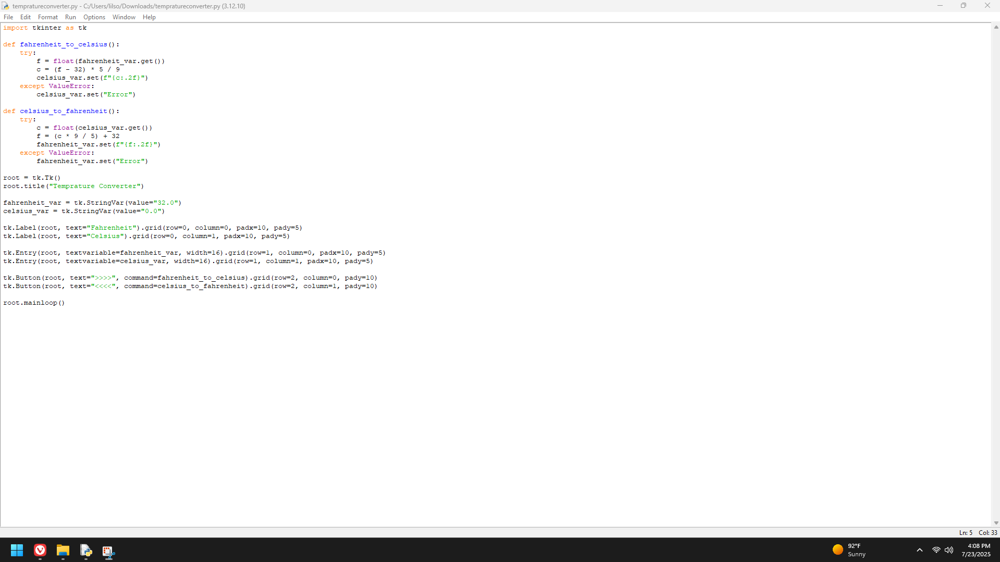 tempratureconverter.py - C:/Users/lilso/Downloads/tempratureconverter.py (3.12.10)
File Edit Format Run Options Window Help
import tkinter as tk
def fahrenheit_to_celsius():
    try:
        f = float(fahrenheit_var.get())
        c = (f - 32) * 5 / 9
        celsius_var.set(f"{c:.2f}")
    except ValueError:
        celsius_var.set("Error")
def celsius_to_fahrenheit():
    try:
        c = float(celsius_var.get())
        f = (c * 9 / 5) + 32
        fahrenheit_var.set(f"{f:.2f}")
    except ValueError:
        fahrenheit_var.set("Error")
root = tk.Tk()
root.title("Temprature Converter")
fahrenheit_var = tk.StringVar(value="32.0")
celsius_var = tk.StringVar(value="0.0")
tk.Label(root, text="Fahrenheit").grid(row=0, column=0, padx=10, pady=5)
tk.Label(root, text="Celsius").grid(row=0, column=1, padx=10, pady=5)
tk.Entry(root, textvariable=fahrenheit_var, width=16).grid(row=1, column=0, padx=10, pady=5)
tk.Entry(root, textvariable=celsius_var, width=16).grid(row=1, column=1, padx=10, pady=5)
tk.Button(root, text=">>>>", command=fahrenheit_to_celsius).grid(row=2, column=0, pady=10)
tk.Button(root, text="<<<<", command=celsius_to_fahrenheit).grid(row=2, column=1, pady=10)
root.mainloop()
Ln: 5 Col: 33
92°F
Sunny
4:08 PM
7/23/2025